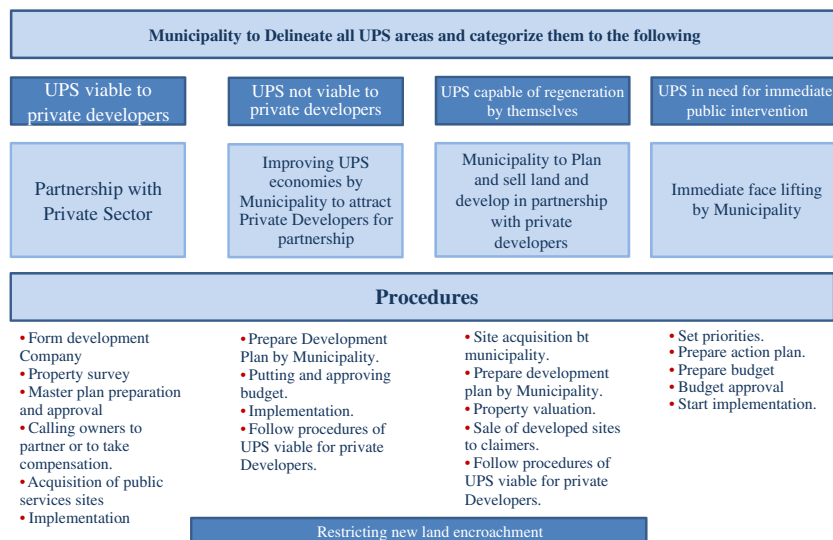 Municipality to Delineate all UPS areas and categorize them to the following
UPS viable to
private developers
UPS not viable to
private developers
UPS capable of regeneration
by themselves
UPS in need for immediate
public intervention
Partnership with
Private Sector
Improving UPS
economies by
Municipality to attract
Private Developers for
partnership
Municipality to Plan
and sell land and
develop in partnership
with private
developers
Immediate face lifting
by Municipality
Procedures
• Form development
Company
• Property survey
• Master plan preparation
and approval
• Calling owners to
partner or to take
compensation.
• Acquisition of public
services sites
• Implementation
• Prepare Development
Plan by Municipality.
• Putting and approving
budget.
• Implementation.
• Follow procedures of
UPS viable for private
Developers.
• Site acquisition bt
municipality.
• Prepare development
plan by Municipality.
• Property valuation.
• Sale of developed sites
to claimers.
• Follow procedures of
UPS viable for private
Developers.
• Set priorities.
• Prepare action plan.
• Prepare budget
• Budget approval
• Start implementation.
Restricting new land encroachment